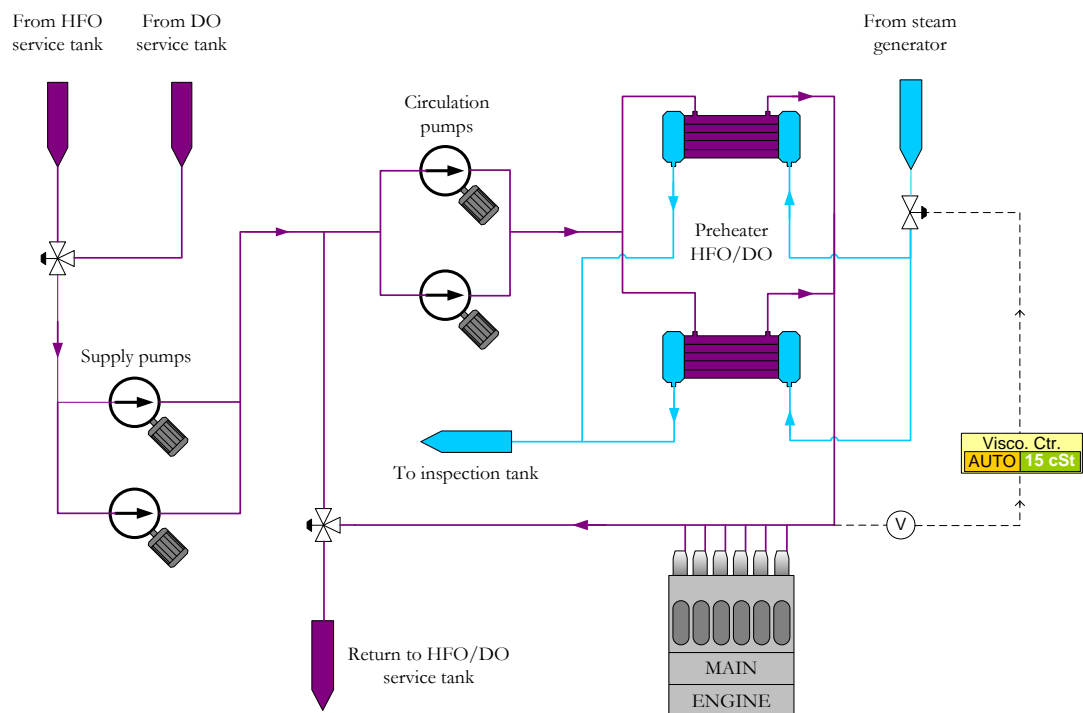 From HFO
service tank
From DO
service tank
From steam
generator
Circulation
pumps
Preheater
HFO/DO
Supply pumps
Visco. Ctr.
AUTO 15 cSt
To inspection tank
V
Return to HFO/DO
service tank
MAIN
ENGINE